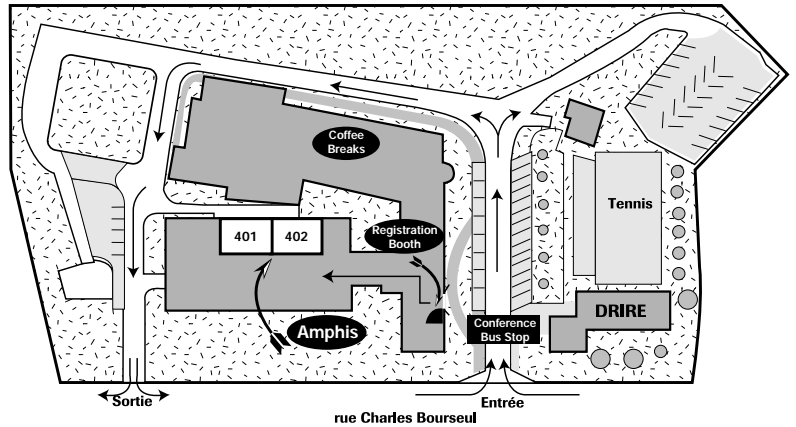 Coffee
Breaks
401
402
Registration
Booth
Tennis
Amphis
Conference
Bus Stop
DRIRE
Sortie
Entrée
rue Charles Bourseul